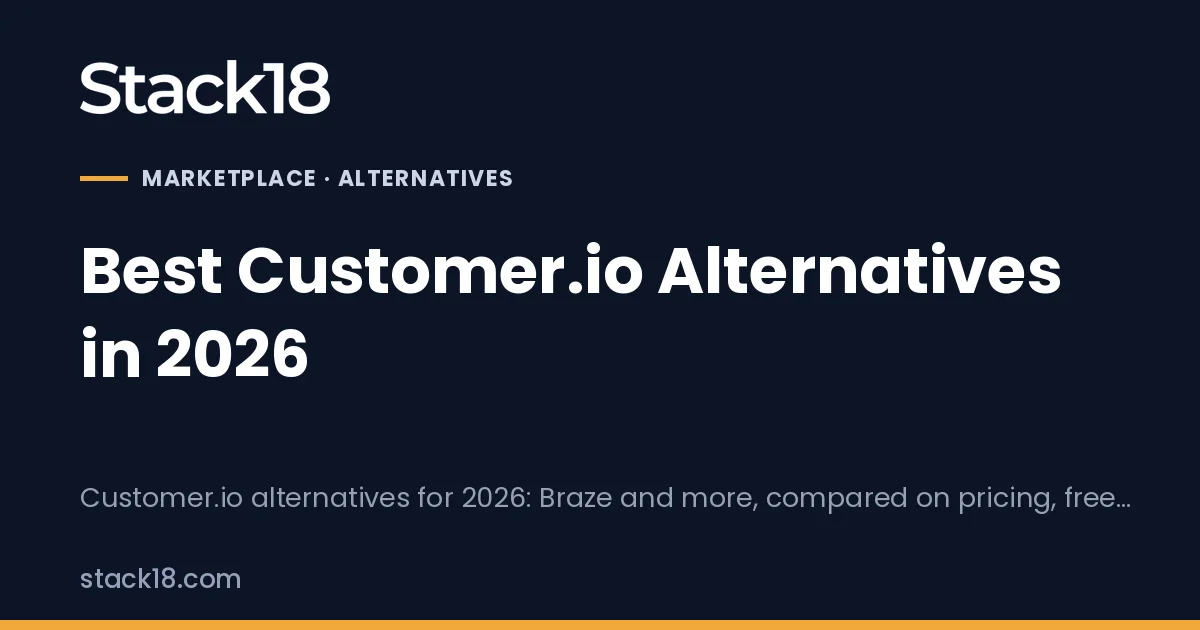 Stack18
MARKETPLACE · ALTERNATIVES
Best Customer.io Alternatives
in 2026
Customer.io alternatives for 2026: Braze and more, compared on pricing, free...
stack18.com